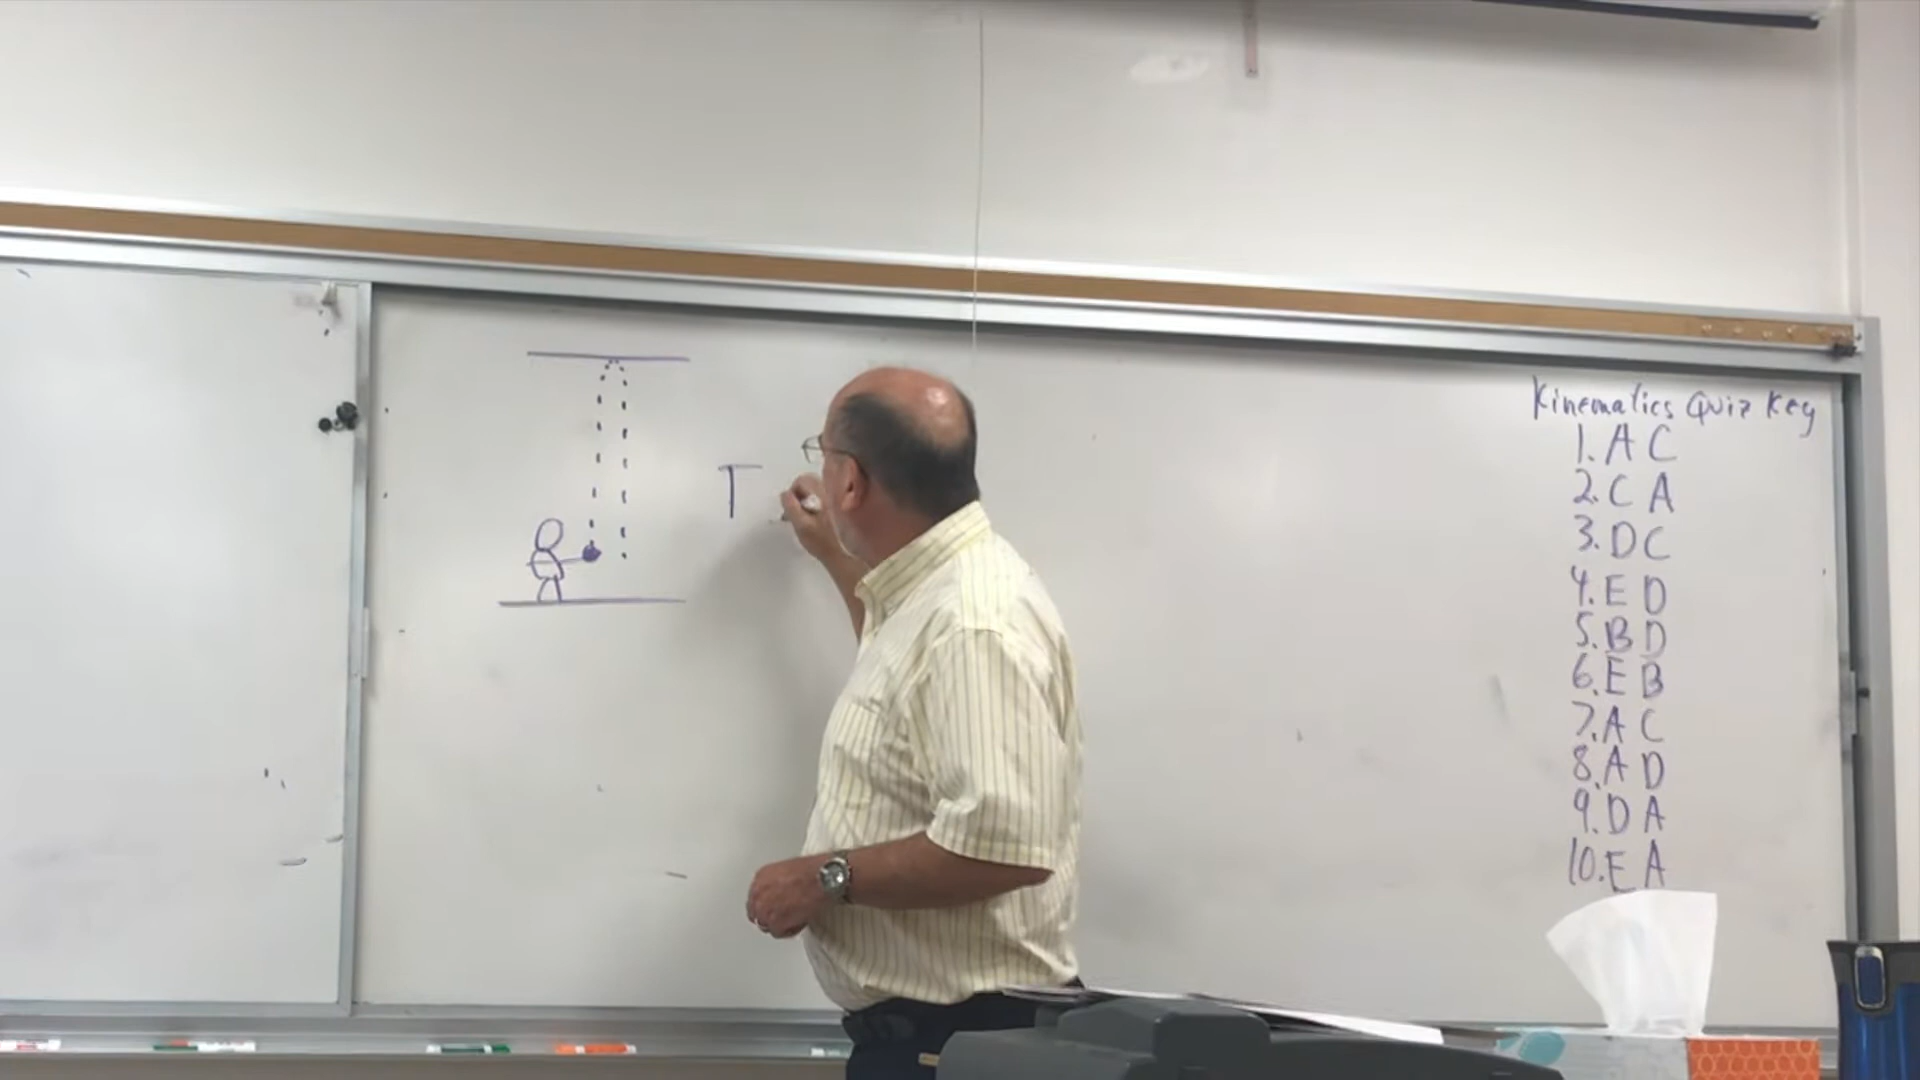 T
Kinematics Quiz Key
1. A C
2. C A
3. D C
4. E D
5. B D
6. E B
7. A C
8. A D
9. D A
10. E A